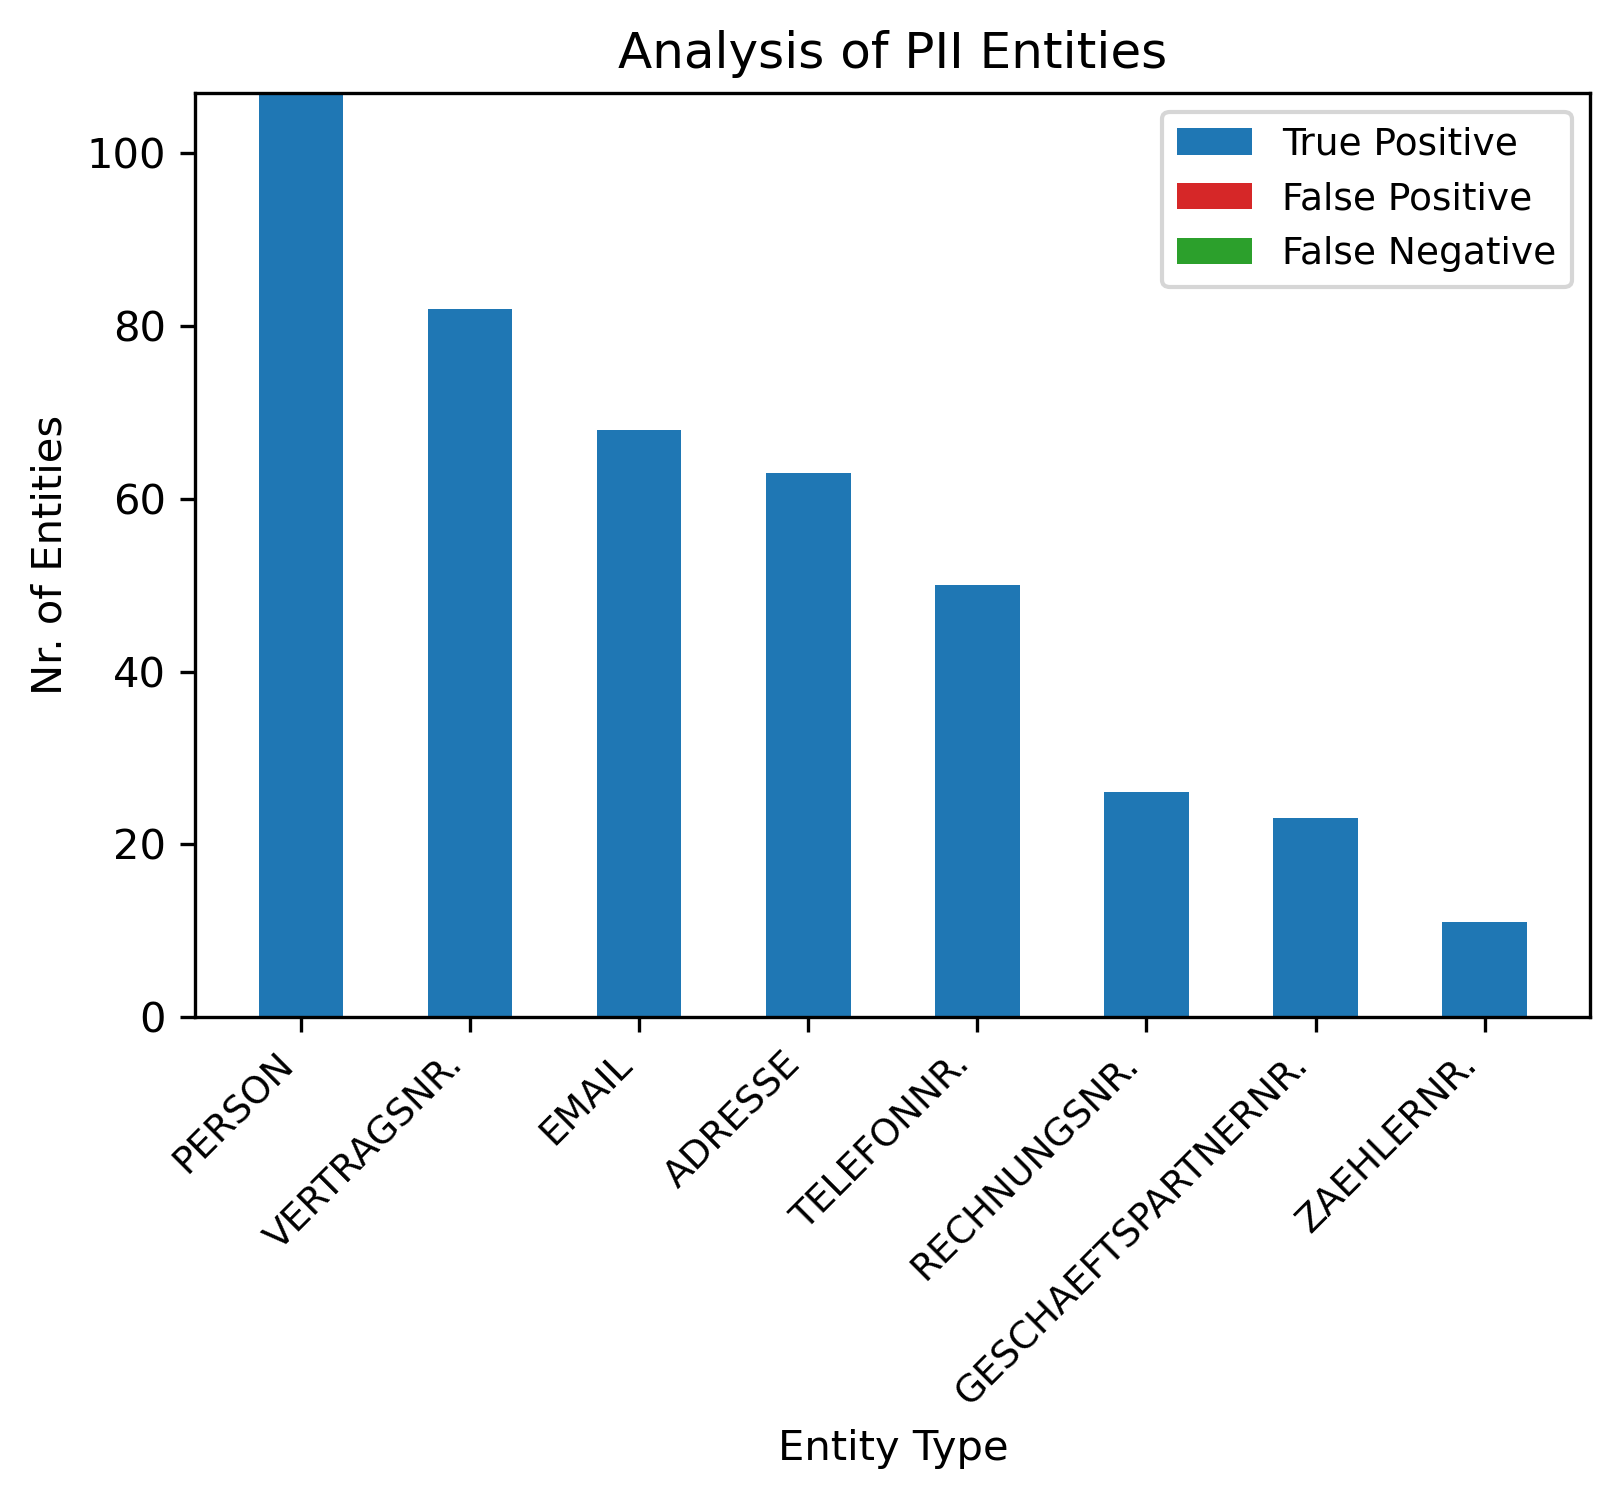 Analysis of PII Entities
True Positive
False Positive
False Negative
Nr. of Entities
100
80
60
40
20
0
PERSON
VERTRAGSNR.
EMAIL
ADRESSE
TELEFONNR.
RECHNUNGSNR.
GESCHAEFTSPARTNERNR.
ZAEHLERNR.
Entity Type